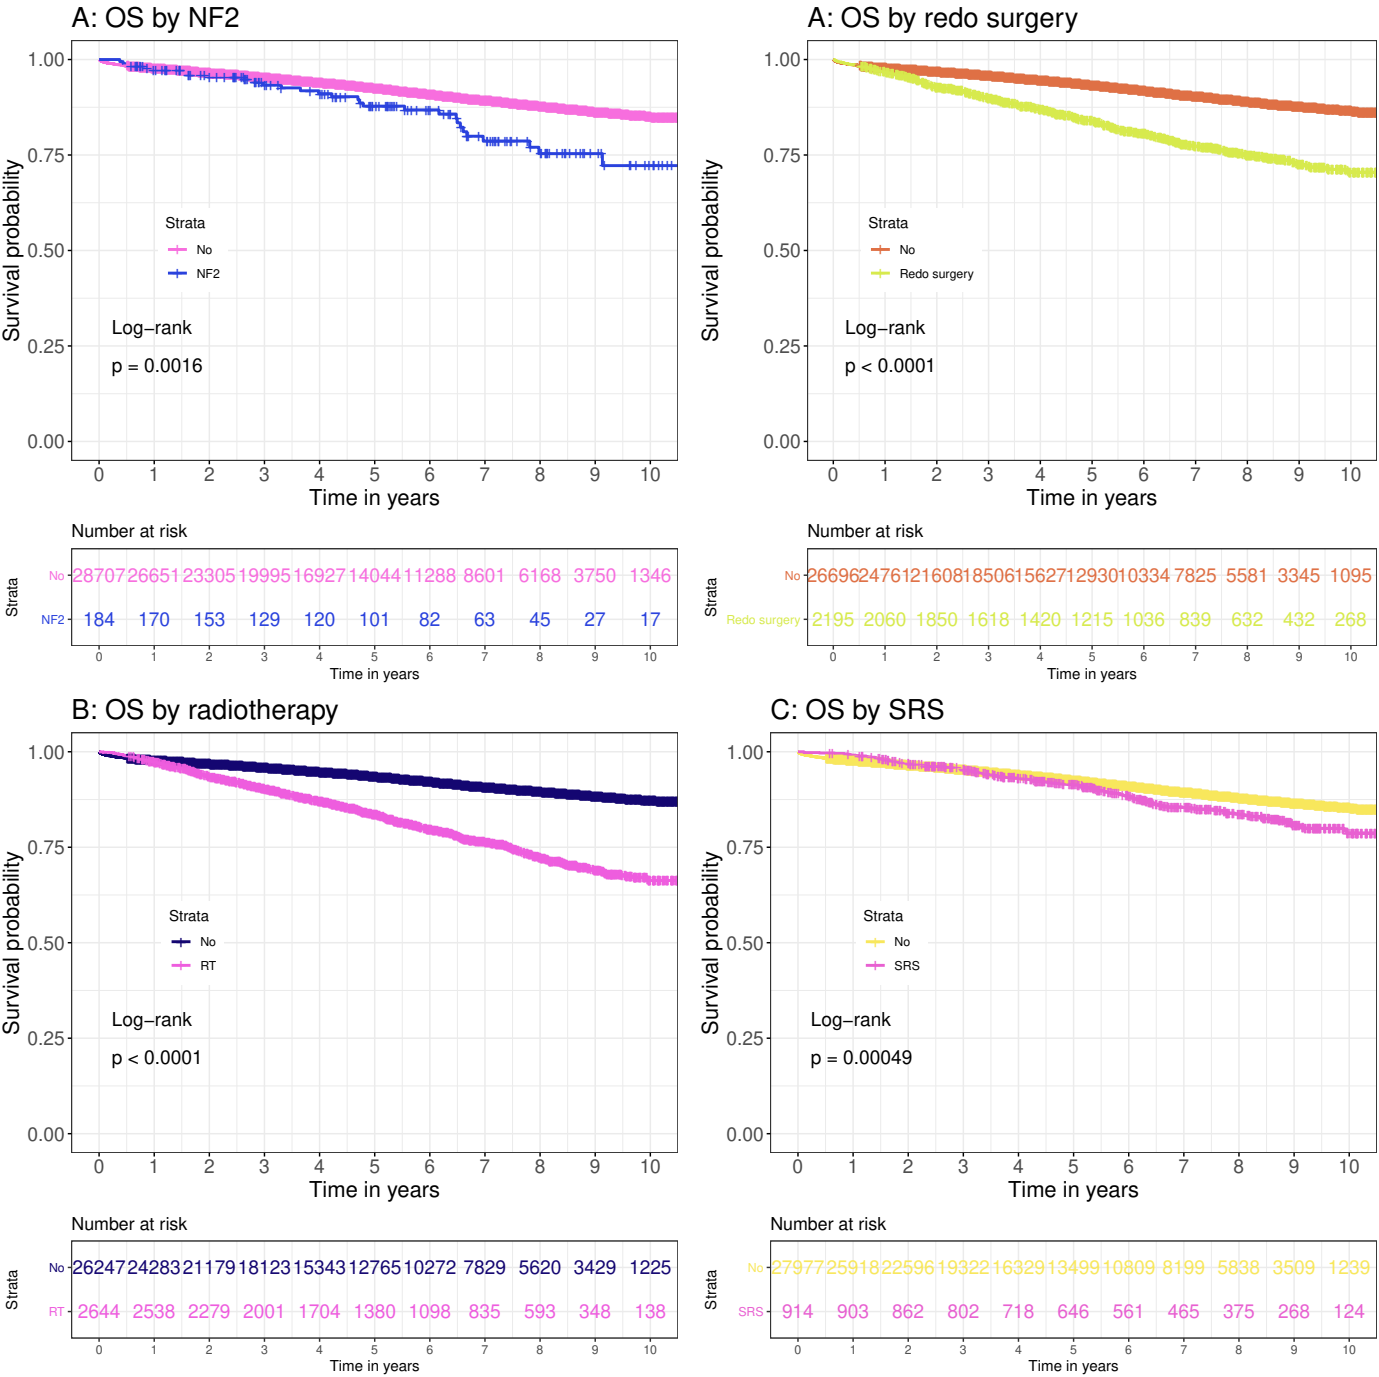 A: OS by NF2
1.00
0.75
0.50
0.25
0.00
Survival probability
Strata
No
NF2
Log−rank
p = 0.0016
0 1 2 3 4 5 6 7 8 9 10
Time in years
Number at risk
Strata
No 28707 26651 23305 19995 16927 14044 11288 8601 6168 3750 1346
NF2 184 170 153 129 120 101 82 63 45 27 17
0 1 2 3 4 5 6 7 8 9 10
Time in years
A: OS by redo surgery
1.00
0.75
0.50
0.25
0.00
Survival probability
Strata
No
Redo surgery
Log−rank
p < 0.0001
0 1 2 3 4 5 6 7 8 9 10
Time in years
Number at risk
Strata
No 26696 24761 21608 18506 15627 12930 10334 7825 5581 3345 1095
Redo surgery 2195 2060 1850 1618 1420 1215 1036 839 632 432 268
0 1 2 3 4 5 6 7 8 9 10
Time in years
B: OS by radiotherapy
1.00
0.75
0.50
0.25
0.00
Survival probability
Strata
No
RT
Log−rank
p < 0.0001
0 1 2 3 4 5 6 7 8 9 10
Time in years
Number at risk
Strata
No 26247 24283 21179 18123 15343 12765 10272 7829 5620 3429 1225
RT 2644 2538 2279 2001 1704 1380 1098 835 593 348 138
0 1 2 3 4 5 6 7 8 9 10
Time in years
C: OS by SRS
1.00
0.75
0.50
0.25
0.00
Survival probability
Strata
No
SRS
Log−rank
p = 0.00049
0 1 2 3 4 5 6 7 8 9 10
Time in years
Number at risk
Strata
No 27977 25918 22596 19322 16329 13499 10809 8199 5838 3509 1239
SRS 914 903 862 802 718 646 561 465 375 268 124
0 1 2 3 4 5 6 7 8 9 10
Time in years